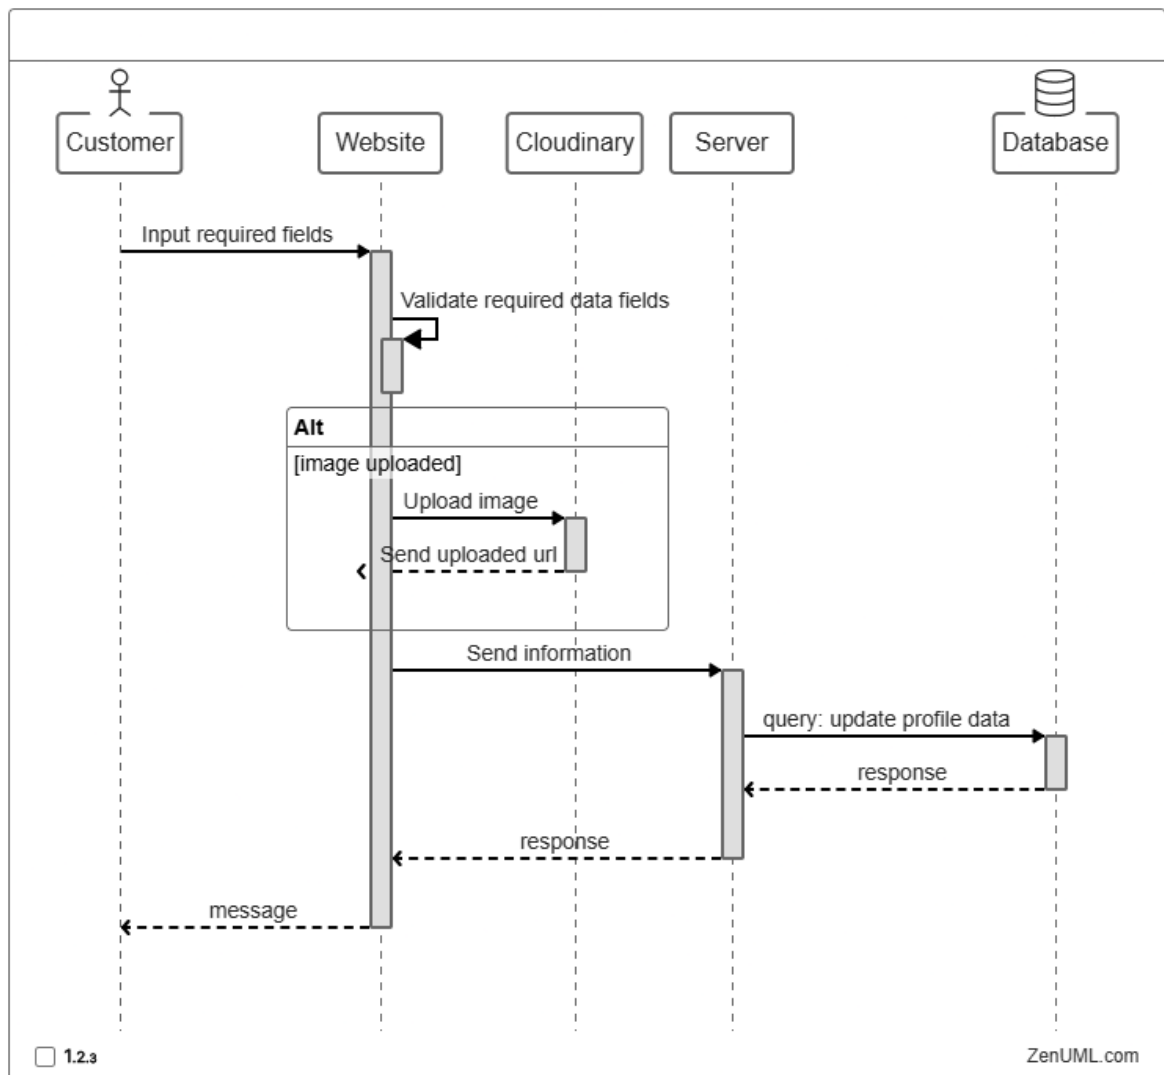 Customer
Website
Cloudinary
Server
Database
Input required fields
Validate required data fields
Alt
[image uploaded]
Upload image
Send uploaded url
Send information
query: update profile data
response
response
message
1.2.3
ZenUML.com